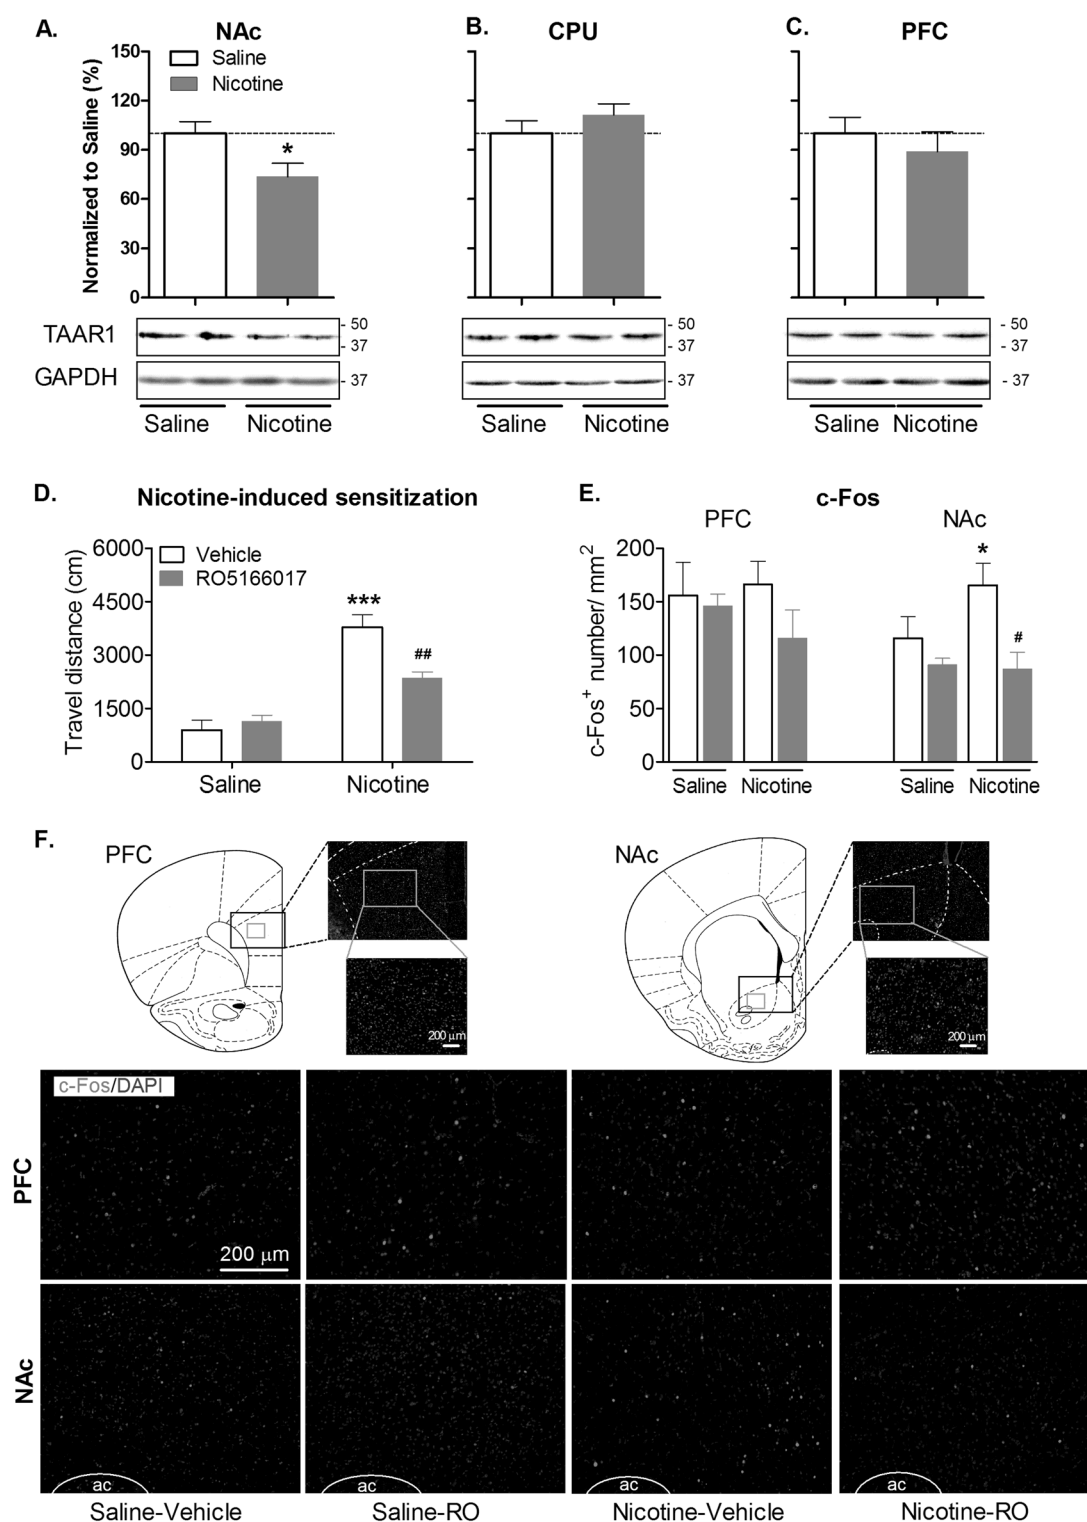 A. NAc B. CPU C. PFC
Normalized to Saline (%)
150
120
90
60
30
0
Saline
Nicotine
*
TAAR1 - 50 - 50 - 50
- 37 - 37 - 37
GAPDH - 37 - 37 - 37
Saline Nicotine Saline Nicotine Saline Nicotine
D. Nicotine-induced sensitization
Travel distance (cm)
6000
4500
3000
1500
0
Vehicle
RO5166017
***
##
Saline Nicotine
E. c-Fos
PFC NAc
c-Fos+ number/ mm2
200
150
100
50
0
*
#
Saline Nicotine Saline Nicotine
F.
PFC NAc
200 μm 200 μm
c-Fos/DAPI
PFC
200 μm
NAc
ac ac ac ac
Saline-Vehicle Saline-RO Nicotine-Vehicle Nicotine-RO